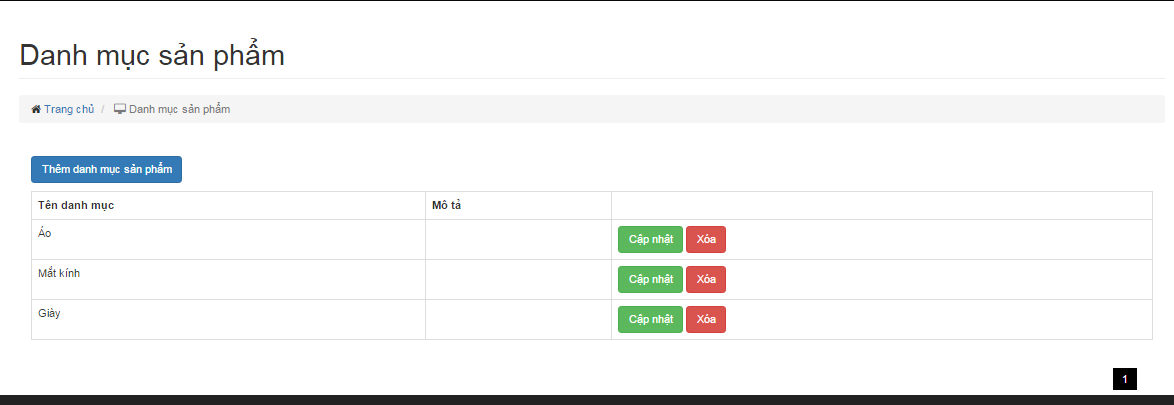 Danh mục sản phẩm
Trang chủ / Danh mục sản phẩm
Thêm danh mục sản phẩm
Tên danh mục Mô tả
Áo Cập nhật Xóa
Mắt kính Cập nhật Xóa
Giày Cập nhật Xóa
1